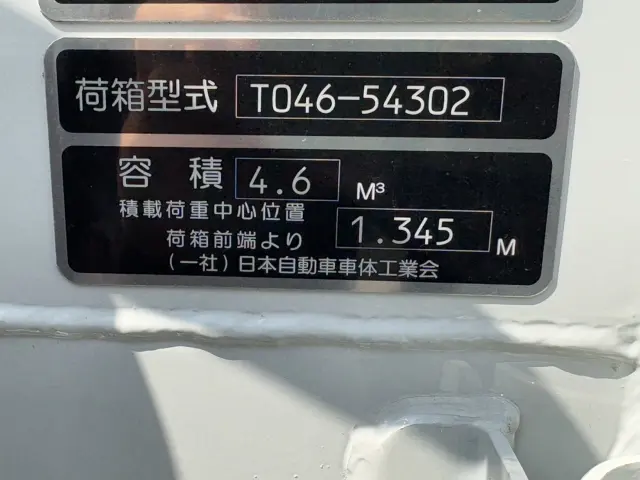 荷箱型式 TO46-54302
容積 4.6 M³
積載荷重中心位置
荷箱前端より 1.345 M
(一社)日本自動車車体工業会